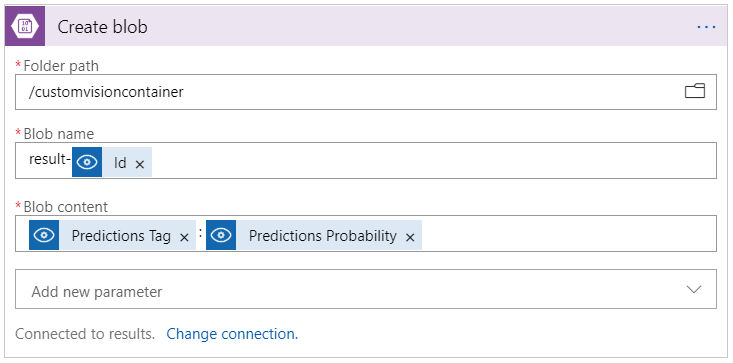 Create blob
*Folder path
/customvisioncontainer
*Blob name
result- Id ×
*Blob content
Predictions Tag × : Predictions Probability ×
Add new parameter
Connected to results. Change connection.